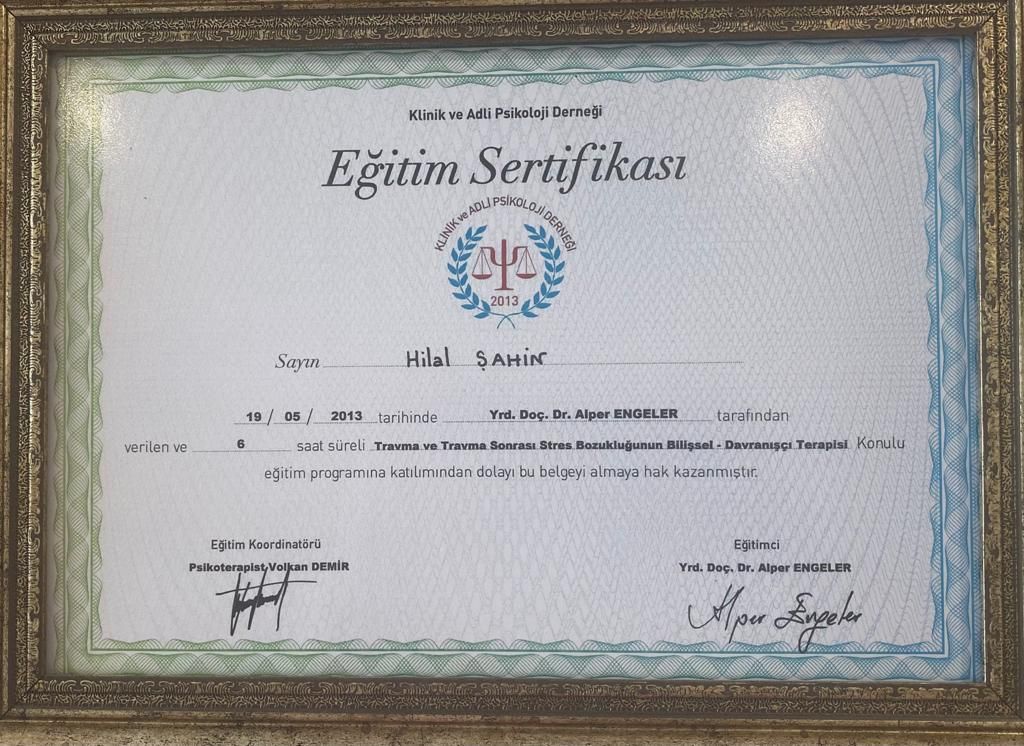 Klinik ve Adli Psikoloji Derneği
Eğitim Sertifikası
KLİNİK ve ADLİ PSİKOLOJİ DERNEĞİ
2013
Sayın Hilal ŞAHİN
19 / 05 / 2013 tarihinde Yrd. Doç. Dr. Alper ENGELER tarafından
verilen ve 6 saat süreli Travma ve Travma Sonrası Stres Bozukluğunun Bilişsel - Davranışçı Terapisi Konulu
eğitim programına katılımından dolayı bu belgeyi almaya hak kazanmıştır.
Eğitim Koordinatörü
Psikoterapist Volkan DEMİR
Eğitimci
Yrd. Doç. Dr. Alper ENGELER
Alper Engeler